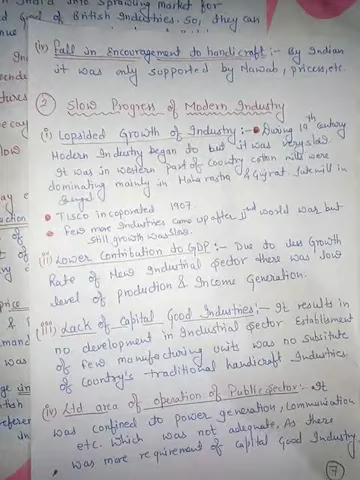 India into Sprawling market for
Good of British Industries. So, they can
(iv) Fall in Encouragement to handicraft :- By Indian
it was only supported by Nawab, princes, etc.
② Slow Progress of Modern Industry
(i) Lopsided Growth of Industry :- During 19th Century
Modern Industry began to but it was very slow.
It was in western part of Country cotton mills were
dominating mainly in Maharastra & Gujrat. Jute mill in
Bengal
• TISCO incoporated 1907.
• Few more Industries came up after IInd world war but
still growth was slow.
(ii) Lower Contribution to GDP :- Due to less Growth
Rate of New Industrial Sector there was low
level of production & Income Generation.
(iii) Lack of Capital Good Industries :- It results in
no development in Industrial Sector Establisment
of few manufacturing units was no subsitute
of Country's traditional handicraft Industries
(iv) Ltd area of operation of Public Sector :- It
was confined to power generation, Communication
etc. Which was not adequate, As there
was more requirement of Capital Good Industry.
7